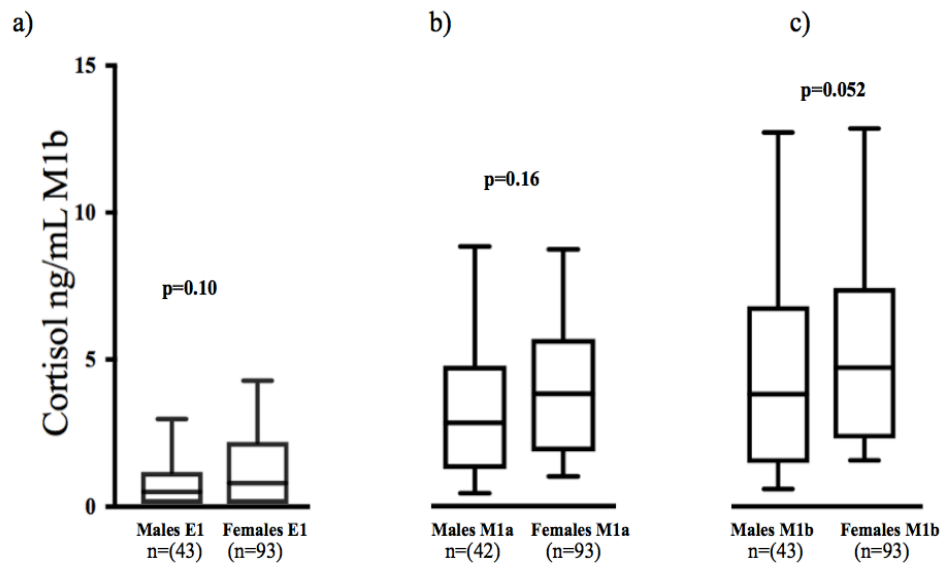 a)
b)
c)
15
10
5
0
Cortisol ng/mL M1b
p=0.10
p=0.16
p=0.052
Males E1
n=(43)
Females E1
(n=93)
Males M1a
n=(42)
Females M1a
(n=93)
Males M1b
n=(43)
Females M1b
(n=93)